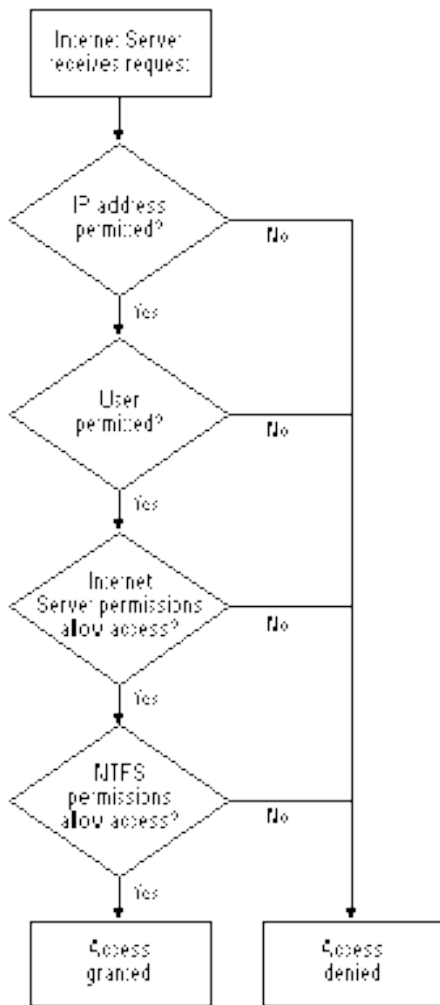 Internet Server
receives request
IP address
permitted?
No
Yes
User
permitted?
No
Yes
Internet
Server permissions
allow access?
No
Yes
NTFS
permissions
allow access?
No
Yes
Access
granted
Access
denied